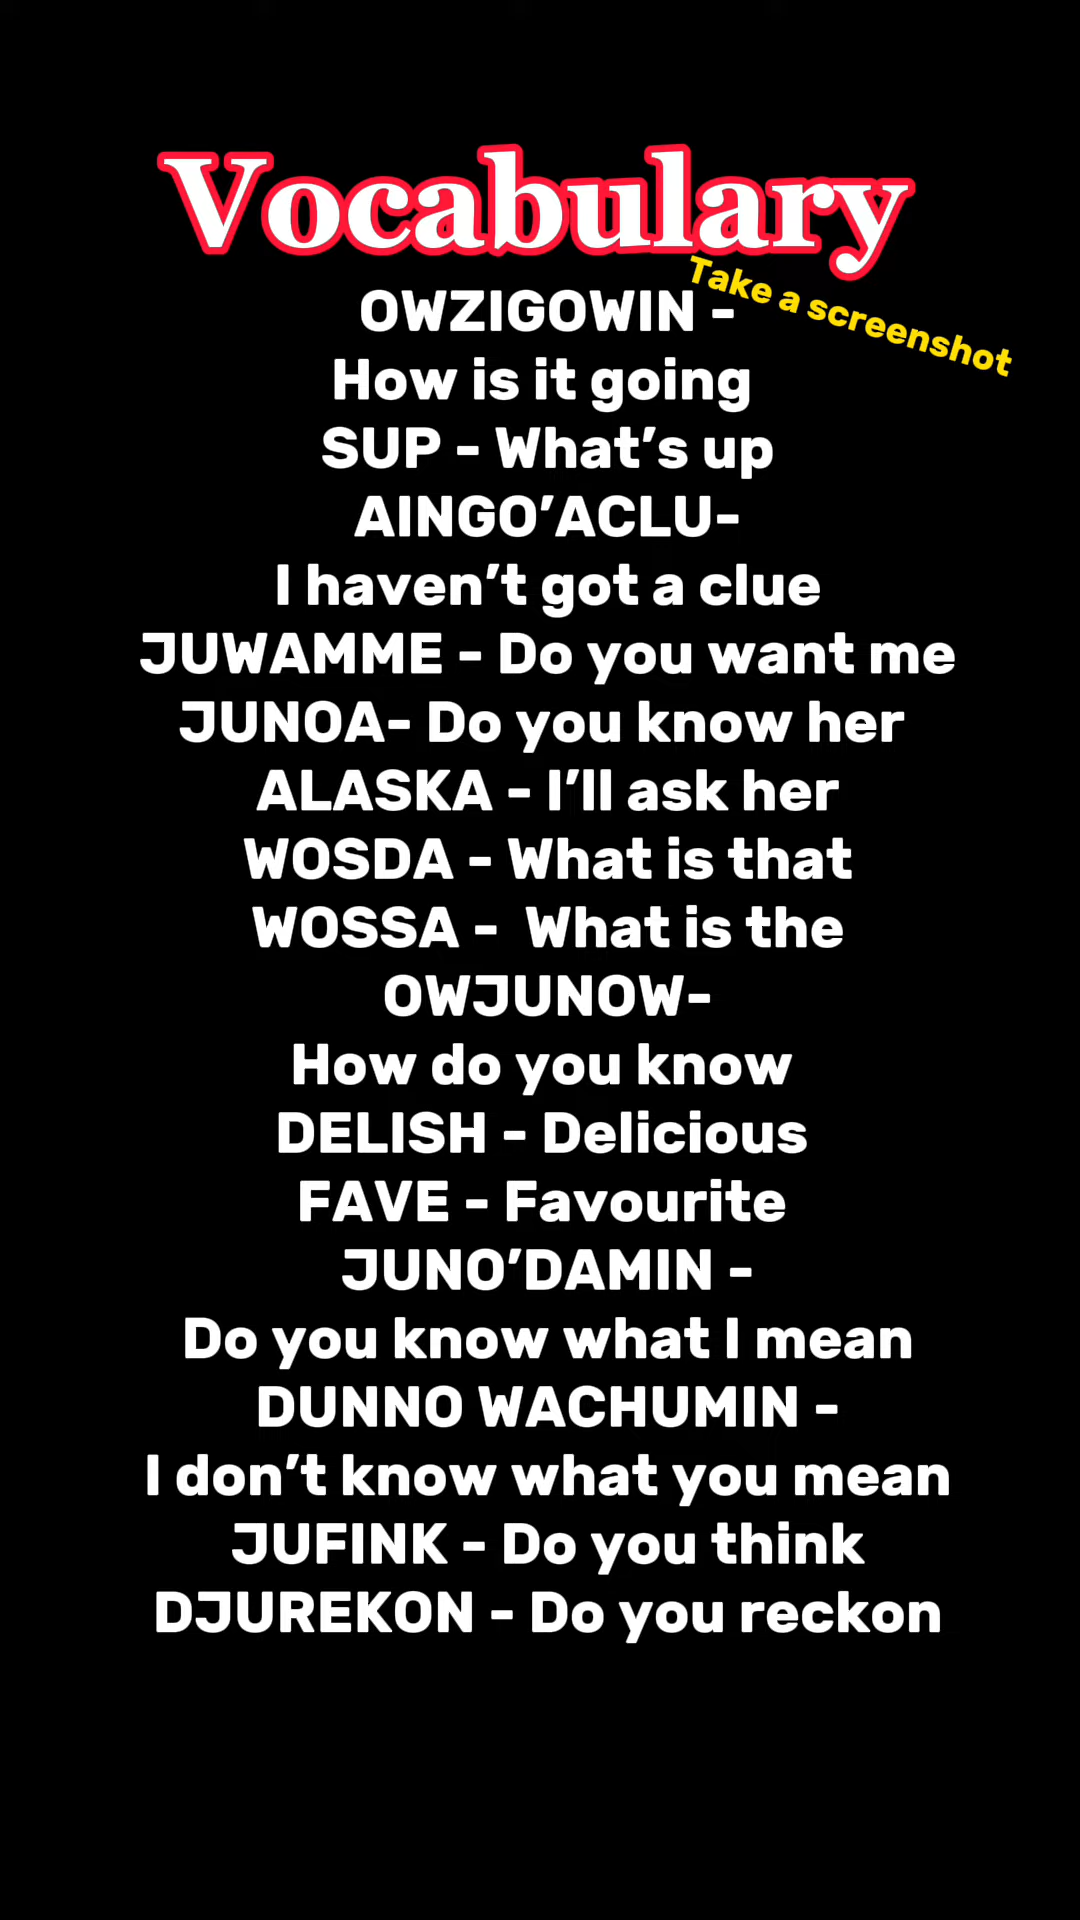 Vocabulary
Take a screenshot
OWZIGOWIN -
How is it going
SUP - What’s up
AINGO’ACLU-
I haven’t got a clue
JUWAMME - Do you want me
JUNOA- Do you know her
ALASKA - I’ll ask her
WOSDA - What is that
WOSSA -  What is the
OWJUNOW-
How do you know
DELISH - Delicious
FAVE - Favourite
JUNO’DAMIN -
Do you know what I mean
DUNNO WACHUMIN -
I don’t know what you mean
JUFINK - Do you think
DJUREKON - Do you reckon